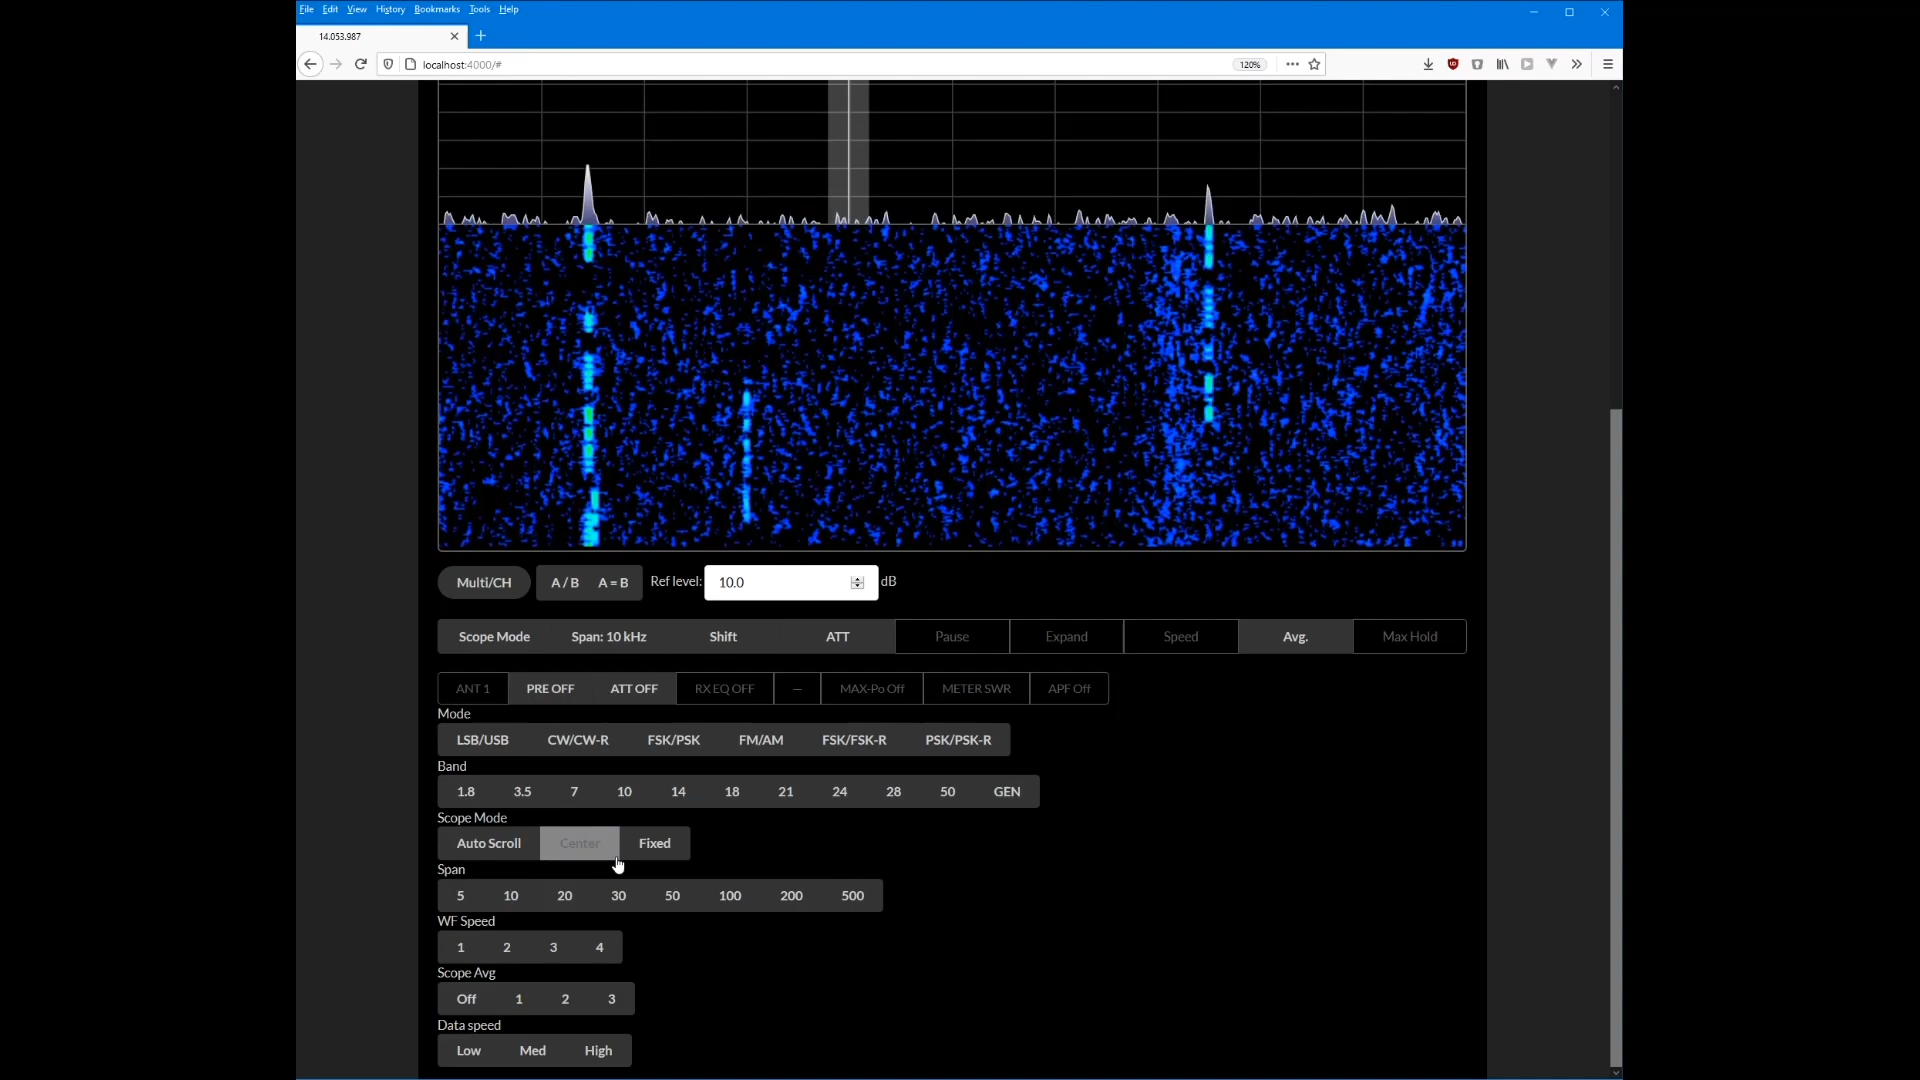 File Edit View History Bookmarks Tools Help
14.053.987
localhost:4000/#
120%
Multi/CH A / B A = B Ref level: 10.0 dB
Scope Mode Span: 10 kHz Shift ATT Pause Expand Speed Avg. Max Hold
ANT 1 PRE OFF ATT OFF RX EQ OFF — MAX-Po Off METER SWR APF Off
Mode
LSB/USB CW/CW-R FSK/PSK FM/AM FSK/FSK-R PSK/PSK-R
Band
1.8 3.5 7 10 14 18 21 24 28 50 GEN
Scope Mode
Auto Scroll Center Fixed
Span
5 10 20 30 50 100 200 500
WF Speed
1 2 3 4
Scope Avg
Off 1 2 3
Data speed
Low Med High